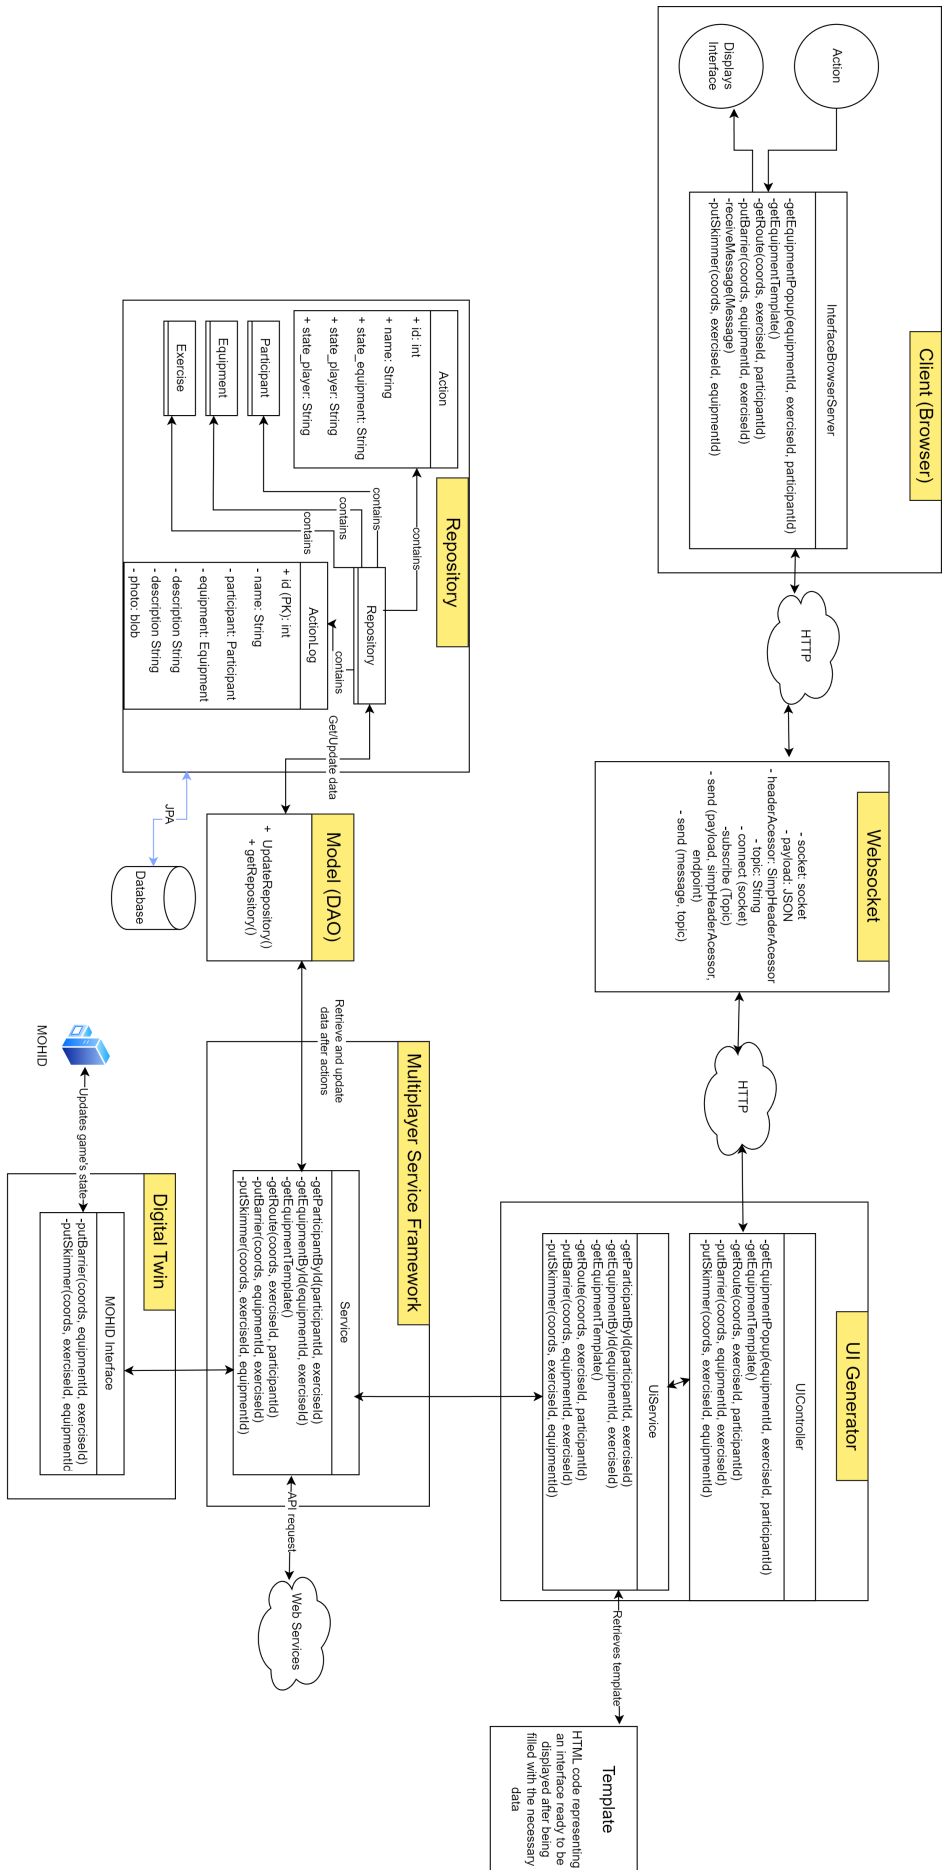 Client (Browser)
Action
Displays
Interface
InterfaceBrowserServer
-getEquipmentPopup(equipmentId, exerciseId, participantId)
-getEquipmentTemplate()
-getRoute(coords, exerciseId, participantId)
-putBarrier(coords, equipmentId, exerciseId)
-receiveMessage(Message)
-putSkimmer(coords, exerciseId, equipmentId)
HTTP
Websocket
- socket: socket
- payload: JSON
- headerAcessor: SimpHeaderAcessor
- topic: String
- connect (socket)
-subscribe (Topic)
- send (payload, simpHeaderAcessor,
endpoint)
- send (message, topic)
HTTP
UI Generator
UIController
-getEquipmentPopup(equipmentId, exerciseId, participantId)
-getEquipmentTemplate()
-getRoute(coords, exerciseId, participantId)
-putBarrier(coords, equipmentId, exerciseId)
-putSkimmer(coords, exerciseId, equipmentId)
UiService
-getParticipantById(participantId, exerciseId)
-getEquipmentById(equipmentId, exerciseId)
-getEquipmentTemplate()
-getRoute(coords, exerciseId, participantId)
-putBarrier(coords, equipmentId, exerciseId)
-putSkimmer(coords, exerciseId, equipmentId)
Retrieves template
Template
HTML code representing
an interface ready to be
displayed after being
filled with the necessary
data
Repository
Action
+ id: int
+ name: String
+ state_equipment: String
+ state_player: String
+ state_player: String
Participant
Equipment
Exercise
contains
contains
contains
contains
contains
Repository
ActionLog
+ id (PK): int
- name: String
- participant: Participant
- equipment: Equipment
- description String
- description String
- photo: blob
Get/Update data
JPA
Database
Model (DAO)
+ UpdateRepository()
+ getRepository()
Retrieve and update
data after actions
Multiplayer Service Framework
Service
-getParticipantById(participantId, exerciseId)
-getEquipmentById(equipmentId, exerciseId)
-getEquipmentTemplate()
-getRoute(coords, exerciseId, participantId)
-putBarrier(coords, equipmentId, exerciseId)
-putSkimmer(coords, exerciseId, equipmentId)
API request
Web Services
MOHID
Updates game's state
Digital Twin
MOHID Interface
-putBarrier(coords, equipmentId, exerciseId)
-putSkimmer(coords, exerciseId, equipmentId